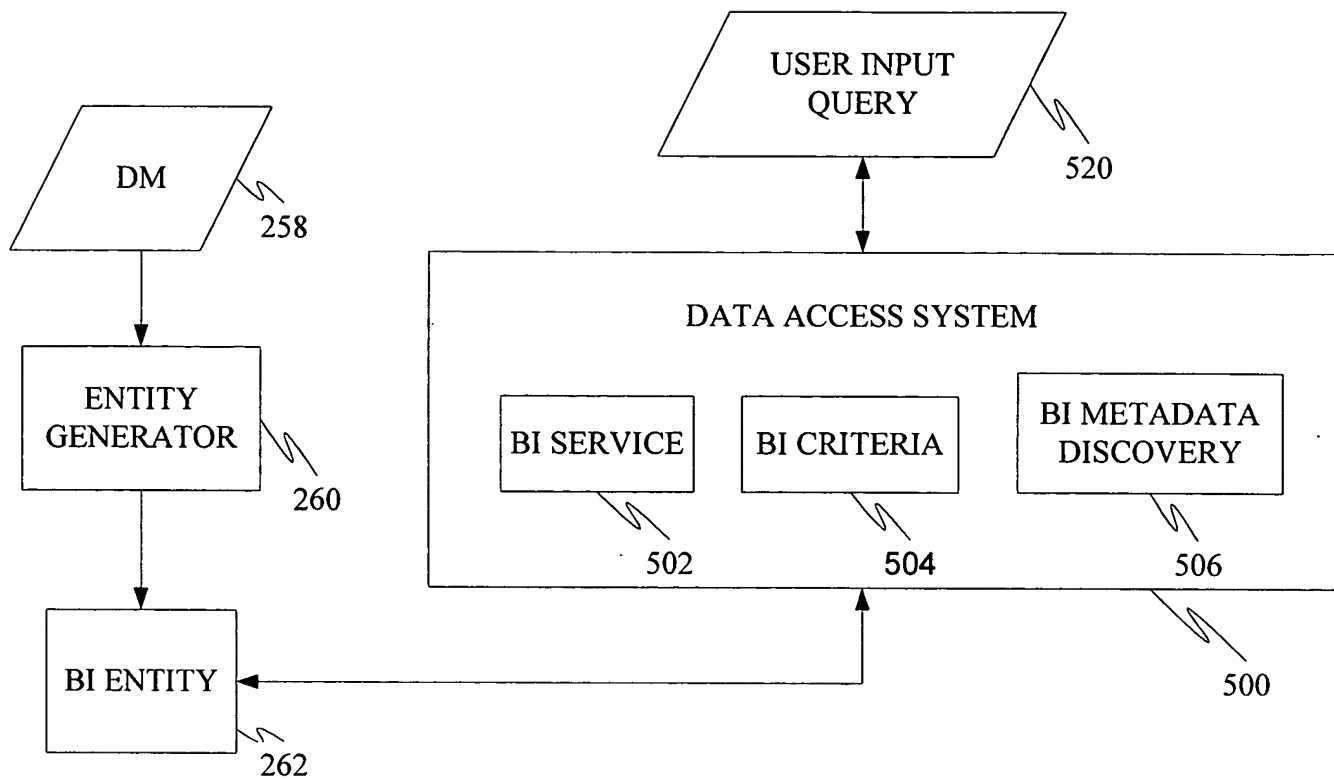 USER INPUT
QUERY
520
DM
258
DATA ACCESS SYSTEM
ENTITY
GENERATOR
260
BI SERVICE
502
BI CRITERIA
504
BI METADATA
DISCOVERY
506
500
BI ENTITY
262